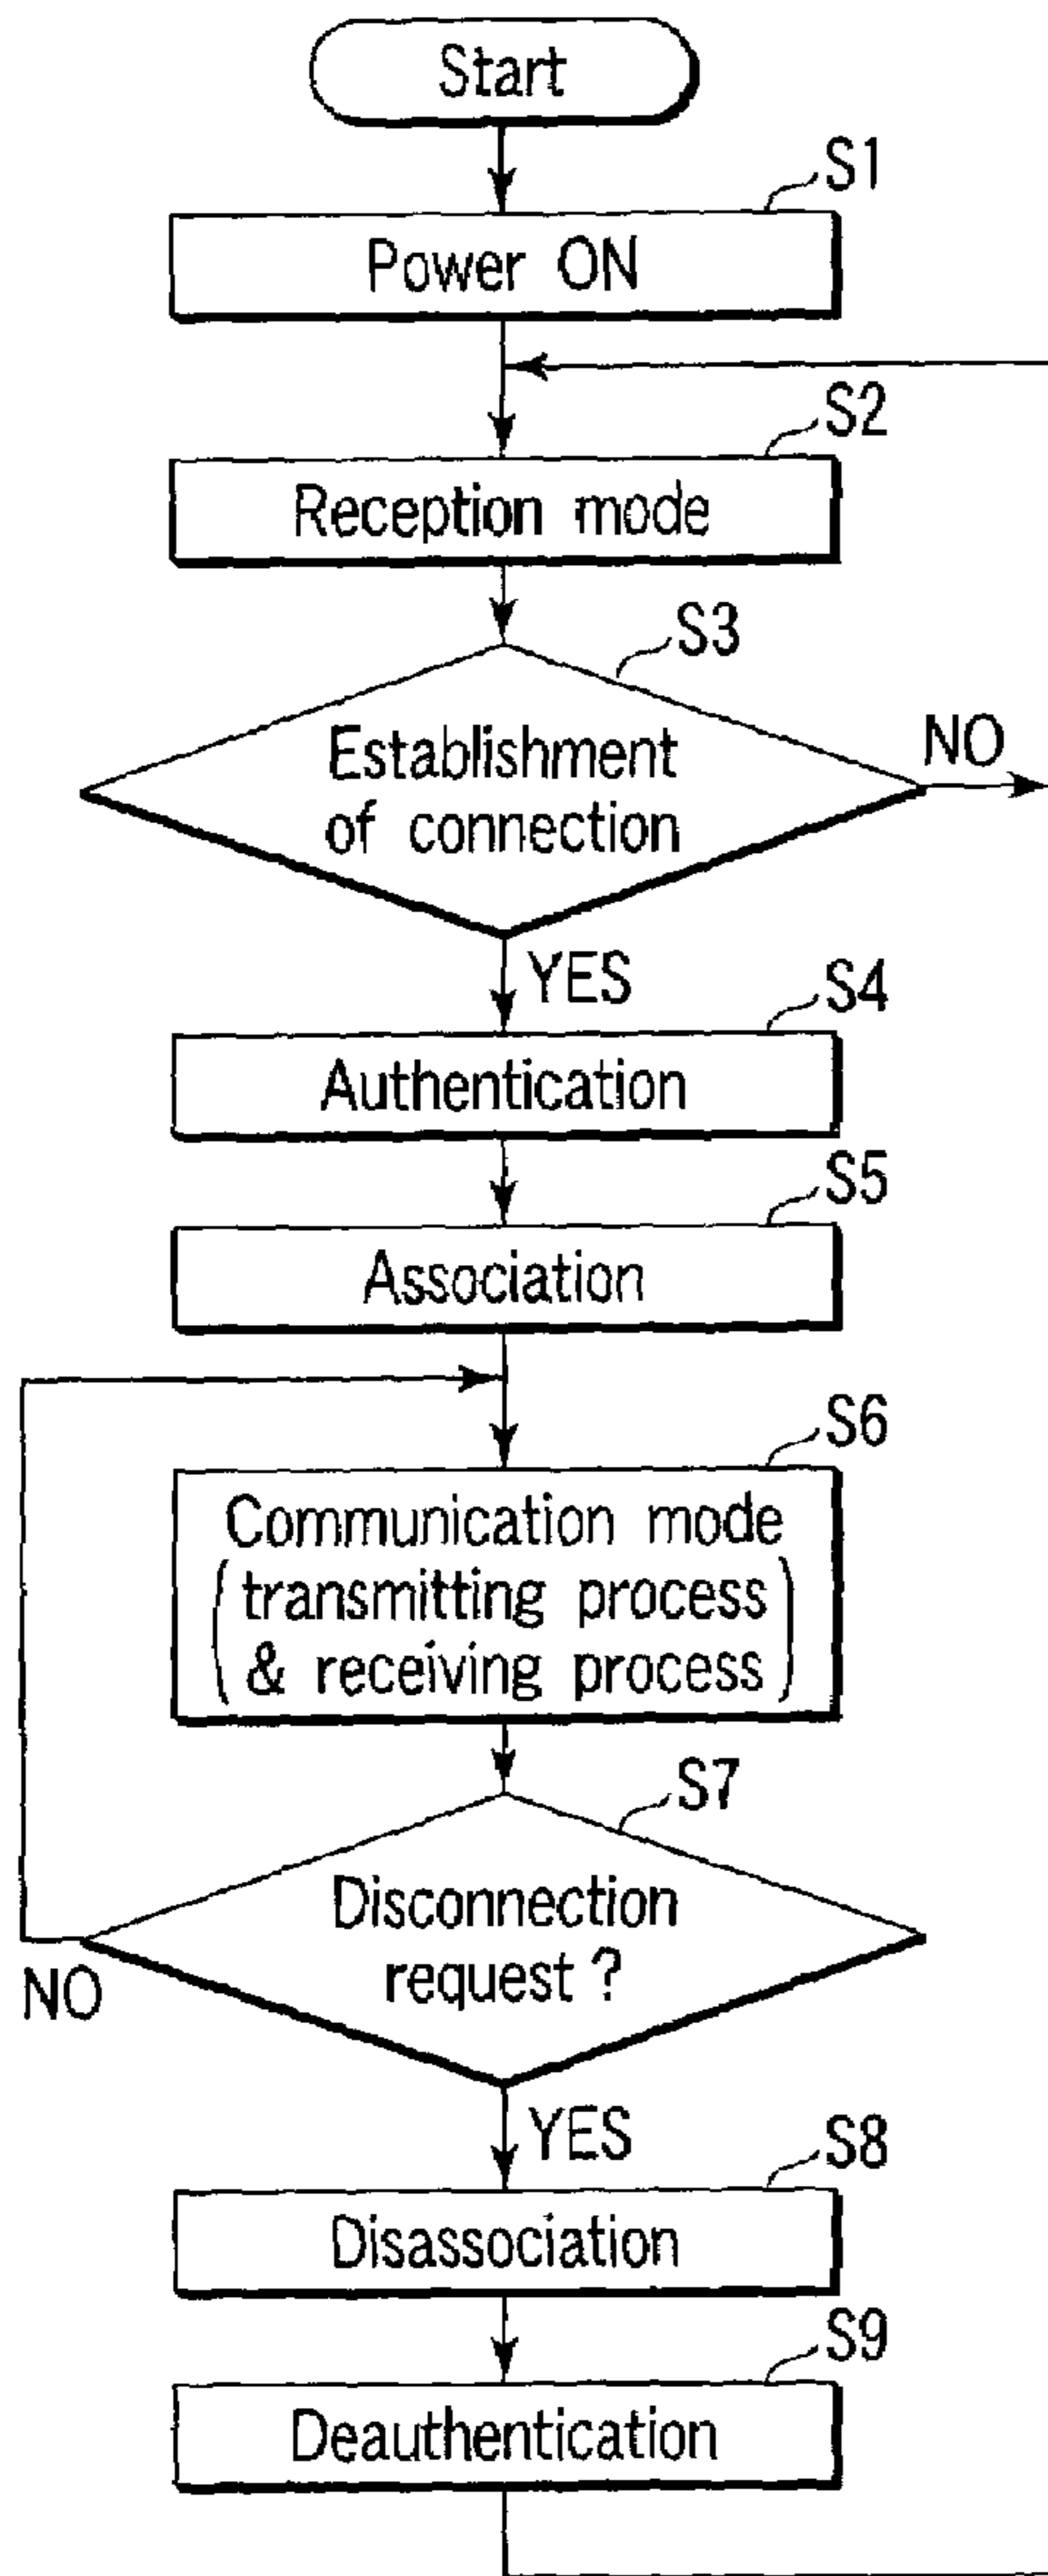 Start
S1
Power ON
S2
Reception mode
S3
Establishment
of connection
NO
YES
S4
Authentication
S5
Association
S6
Communication mode
(transmitting process
& receiving process)
S7
Disconnection
request ?
NO
YES
S8
Disassociation
S9
Deauthentication